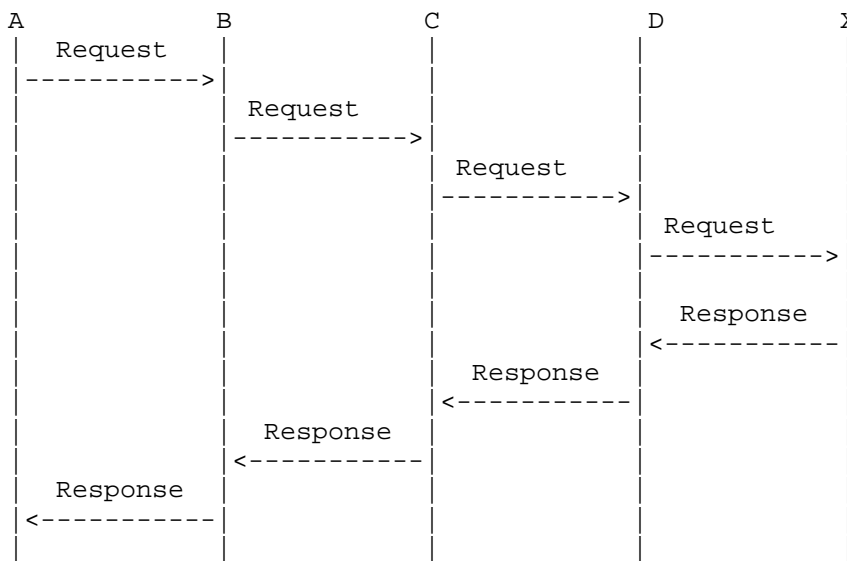 A B C D X
Request
Request
Request
Request
Response
Response
Response
Response